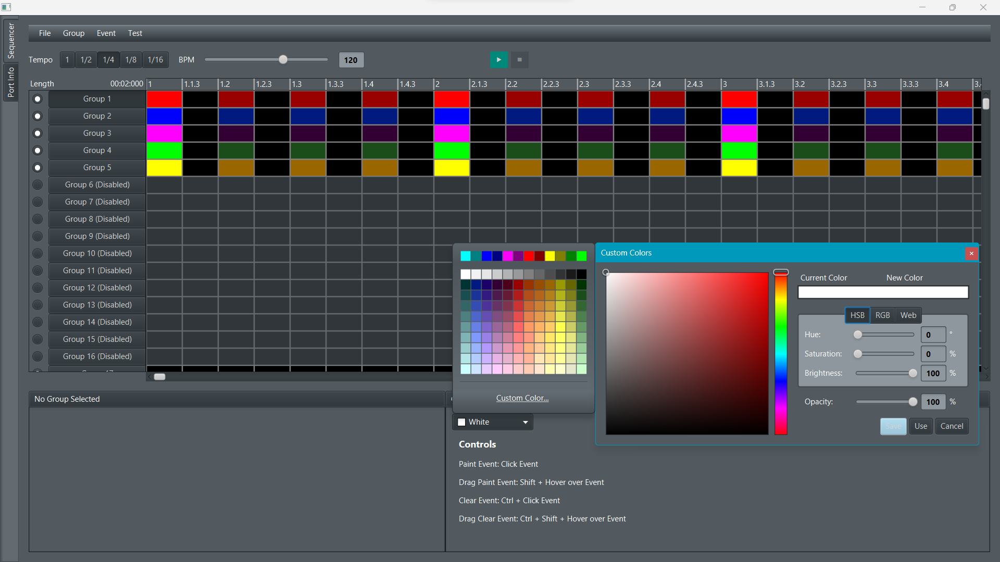 Sequencer
Port Info
File Group Event Test
Tempo 1 1/2 1/4 1/8 1/16 BPM 120
Length 00:02:000 1 1.1.3 1.2 1.2.3 1.3 1.3.3 1.4 1.4.3 2 2.1.3 2.2 2.2.3 2.3 2.3.3 2.4 2.4.3 3 3.1.3 3.2 3.2.3 3.3 3.3.3 3.4
Group 1
Group 2
Group 3
Group 4
Group 5
Group 6 (Disabled)
Group 7 (Disabled)
Group 8 (Disabled)
Group 9 (Disabled)
Group 10 (Disabled)
Group 11 (Disabled)
Group 12 (Disabled)
Group 13 (Disabled)
Group 14 (Disabled)
Group 15 (Disabled)
Group 16 (Disabled)
No Group Selected
Custom Color...
White
Controls
Paint Event: Click Event
Drag Paint Event: Shift + Hover over Event
Clear Event: Ctrl + Click Event
Drag Clear Event: Ctrl + Shift + Hover over Event
Custom Colors
Current Color New Color
HSB RGB Web
Hue: 0 °
Saturation: 0 %
Brightness: 100 %
Opacity: 100 %
Save Use Cancel